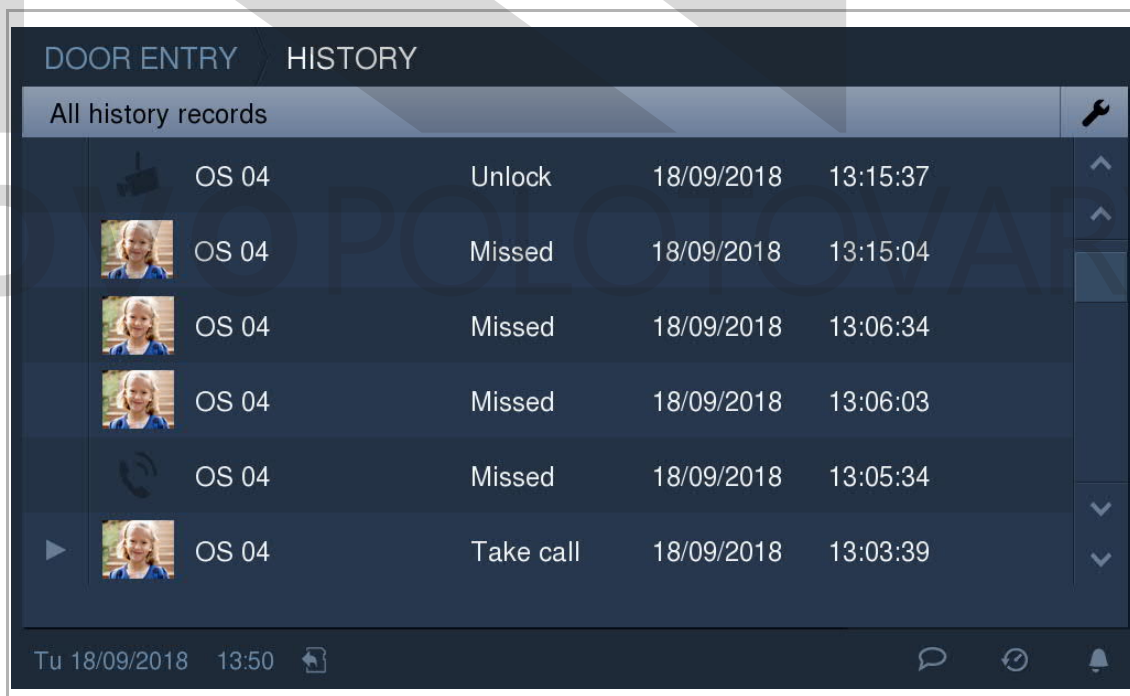 DOOR ENTRY HISTORY
All history records
OS 04 Unlock 18/09/2018 13:15:37
OS 04 Missed 18/09/2018 13:15:04
OS 04 Missed 18/09/2018 13:06:34
OS 04 Missed 18/09/2018 13:06:03
OS 04 Missed 18/09/2018 13:05:34
OS 04 Take call 18/09/2018 13:03:39
Tu 18/09/2018 13:50